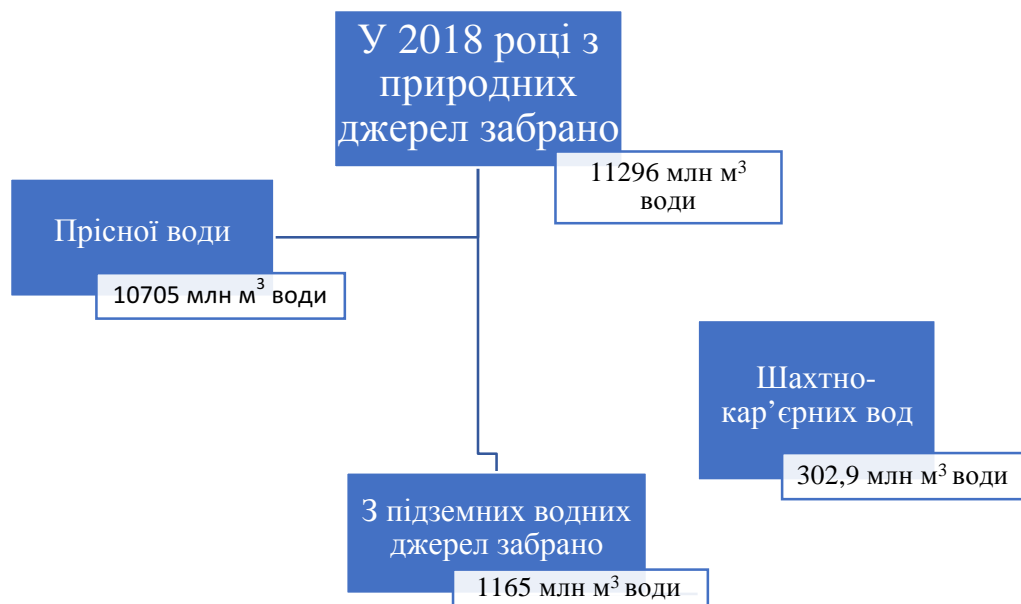 У 2018 році з
природних
джерел забрано
11296 млн м³
води
Прісної води
10705 млн м³ води
Шахтно-
кар’єрних вод
302,9 млн м³ води
З підземних водних
джерел забрано
1165 млн м³ води